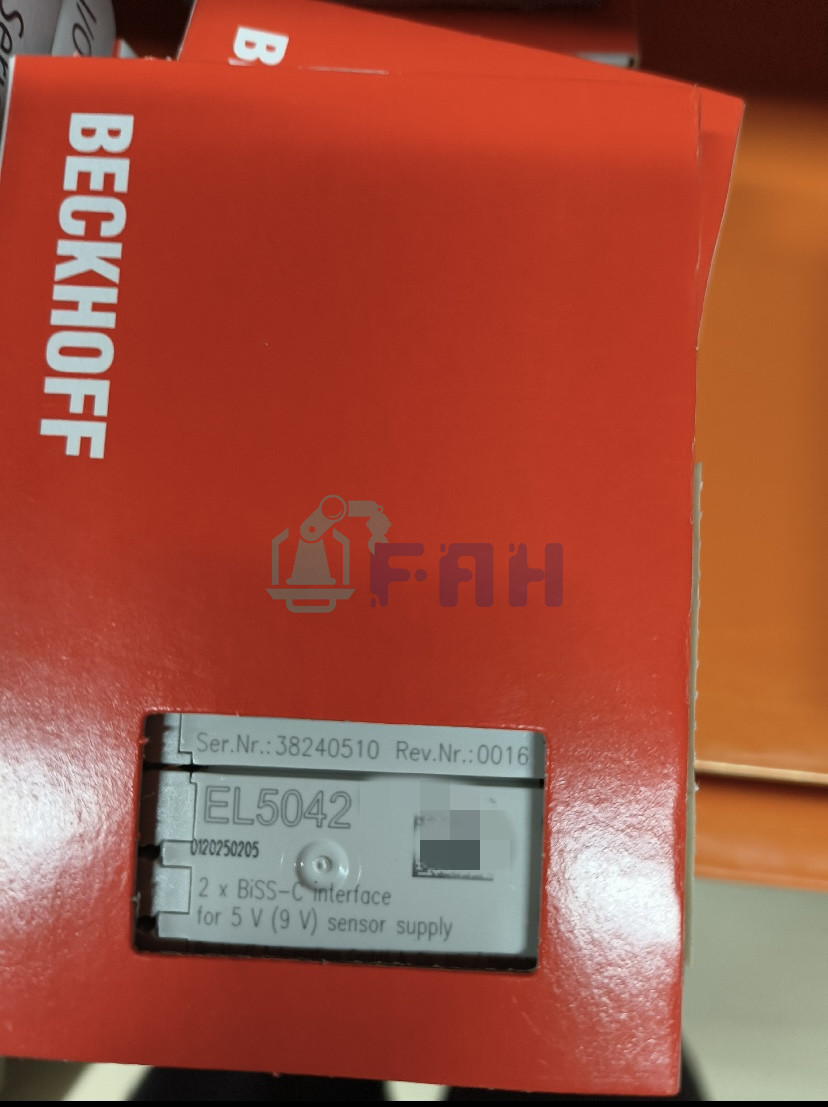 B
BECKHOFF
FAH
Ser.Nr.:38240510 Rev.Nr.:0016
EL5042
0120250205
2 x BiSS-C interface
for 5 V (9 V) sensor supply